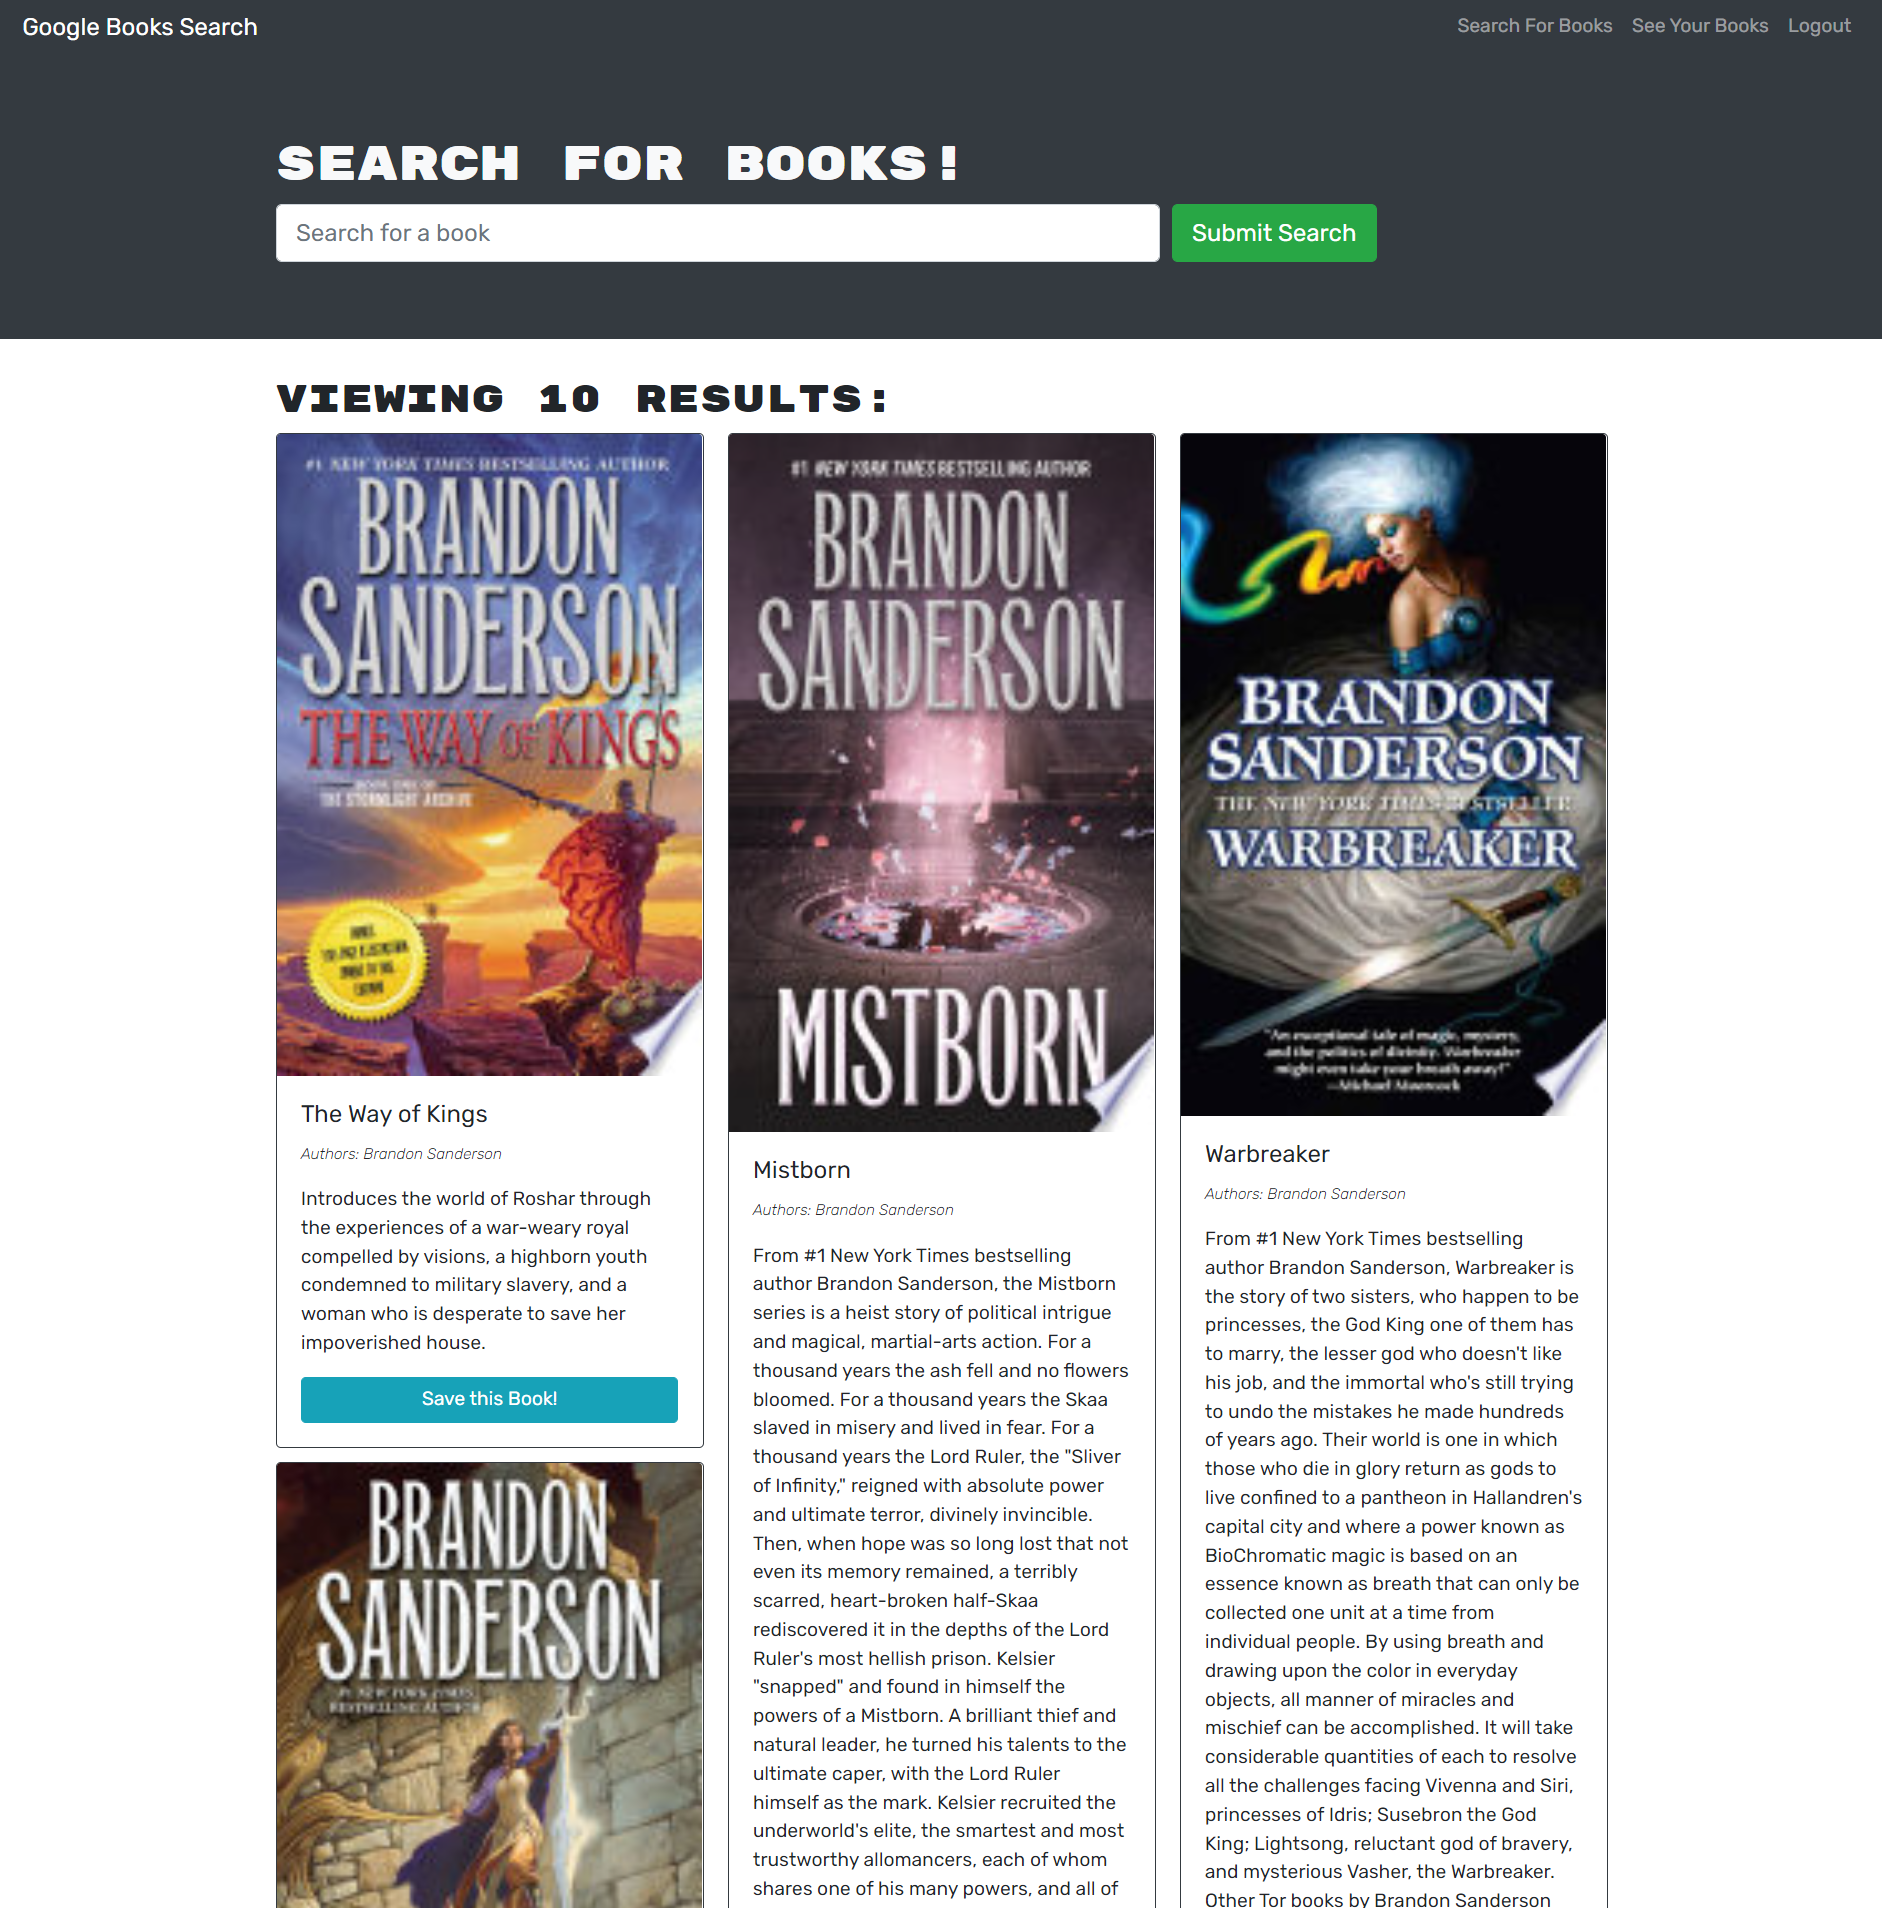 Google Books Search
Search For Books
See Your Books
Logout
SEARCH FOR BOOKS!
Search for a book
Submit Search
VIEWING 10 RESULTS:
#1 NEW YORK TIMES BESTSELLING AUTHOR
BRANDON
SANDERSON
THE WAY OF KINGS
BOOK ONE OF
THE STORMLIGHT ARCHIVE
The Way of Kings
Authors: Brandon Sanderson
Introduces the world of Roshar through
the experiences of a war-weary royal
compelled by visions, a highborn youth
condemned to military slavery, and a
woman who is desperate to save her
impoverished house.
Save this Book!
BRANDON
SANDERSON
#1 NEW YORK TIMES
BESTSELLING AUTHOR
#1 NEW YORK TIMES BESTSELLING AUTHOR
BRANDON
SANDERSON
MISTBORN
Mistborn
Authors: Brandon Sanderson
From #1 New York Times bestselling
author Brandon Sanderson, the Mistborn
series is a heist story of political intrigue
and magical, martial-arts action. For a
thousand years the ash fell and no flowers
bloomed. For a thousand years the Skaa
slaved in misery and lived in fear. For a
thousand years the Lord Ruler, the "Sliver
of Infinity," reigned with absolute power
and ultimate terror, divinely invincible.
Then, when hope was so long lost that not
even its memory remained, a terribly
scarred, heart-broken half-Skaa
rediscovered it in the depths of the Lord
Ruler's most hellish prison. Kelsier
"snapped" and found in himself the
powers of a Mistborn. A brilliant thief and
natural leader, he turned his talents to the
ultimate caper, with the Lord Ruler
himself as the mark. Kelsier recruited the
underworld's elite, the smartest and most
trustworthy allomancers, each of whom
shares one of his many powers, and all of
BRANDON
SANDERSON
THE NEW YORK TIMES BESTSELLER
WARBREAKER
"An exceptional tale of magic, mystery,
and the politics of divinity. Warbreaker
might even take your breath away!"
—Michael Moorcock
Warbreaker
Authors: Brandon Sanderson
From #1 New York Times bestselling
author Brandon Sanderson, Warbreaker is
the story of two sisters, who happen to be
princesses, the God King one of them has
to marry, the lesser god who doesn't like
his job, and the immortal who's still trying
to undo the mistakes he made hundreds
of years ago. Their world is one in which
those who die in glory return as gods to
live confined to a pantheon in Hallandren's
capital city and where a power known as
BioChromatic magic is based on an
essence known as breath that can only be
collected one unit at a time from
individual people. By using breath and
drawing upon the color in everyday
objects, all manner of miracles and
mischief can be accomplished. It will take
considerable quantities of each to resolve
all the challenges facing Vivenna and Siri,
princesses of Idris; Susebron the God
King; Lightsong, reluctant god of bravery,
and mysterious Vasher, the Warbreaker.
Other Tor books by Brandon Sanderson